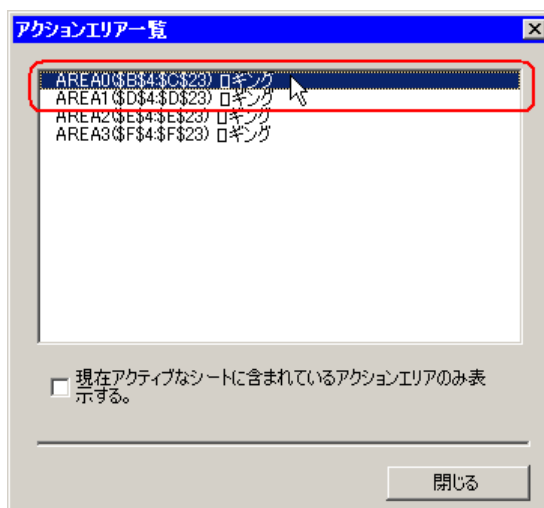 アクションエリア一覧
AREA0($B$4:$C$23) ロギング
AREA1($D$4:$D$23) ロギング
AREA2($E$4:$E$23) ロギング
AREA3($F$4:$F$23) ロギング
現在アクティブなシートに含まれているアクションエリアのみ表
示する。
閉じる